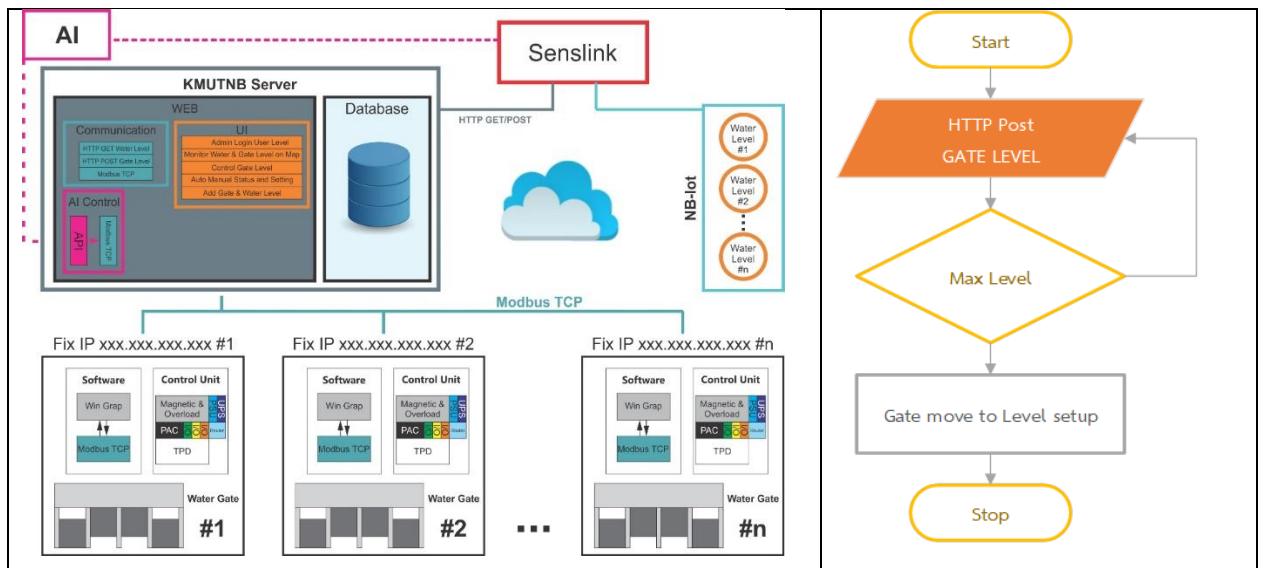 AI
Senslink
KMUTNB Server
WEB
Communication
HTTP GET Water Level
HTTP POST Gate Level
Modbus TCP
UI
Admin Login User Level
Monitor Water & Gate Level on Map
Control Gate Level
Auto Manual Status and Setting
Add Gate & Water Level
AI Control
API
Modbus TCP
Database
HTTP GET/POST
NB-Iot
Water
Level
#1
Water
Level
#2
Water
Level
#n
Modbus TCP
Fix IP xxx.xxx.xxx.xxx #1
Software
Win Grap
Modbus TCP
Control Unit
Magnetic &
Overload
PSU
UPS
PAC
I/O
I/O
I/O
Router
TPD
Water Gate
#1
Fix IP xxx.xxx.xxx.xxx #2
Software
Win Grap
Modbus TCP
Control Unit
Magnetic &
Overload
PSU
UPS
PAC
I/O
I/O
I/O
Router
TPD
Water Gate
#2
...
Fix IP xxx.xxx.xxx.xxx #n
Software
Win Grap
Modbus TCP
Control Unit
Magnetic &
Overload
PSU
UPS
PAC
I/O
I/O
I/O
Router
TPD
Water Gate
#n
Start
HTTP Post
GATE LEVEL
Max Level
Gate move to Level setup
Stop